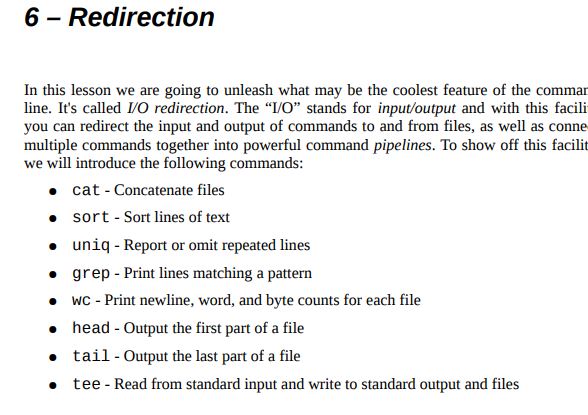 6 – Redirection
In this lesson we are going to unleash what may be the coolest feature of the
line. It's called I/O redirection. The “I/O” stands for input/output and with this
you can redirect the input and output of commands to and from files, as well as
multiple commands together into powerful command pipelines. To show off this
we will introduce the following commands:
● cat - Concatenate files
● sort - Sort lines of text
● uniq - Report or omit repeated lines
● grep - Print lines matching a pattern
● wc - Print newline, word, and byte counts for each file
● head - Output the first part of a file
● tail - Output the last part of a file
● tee - Read from standard input and write to standard output and files